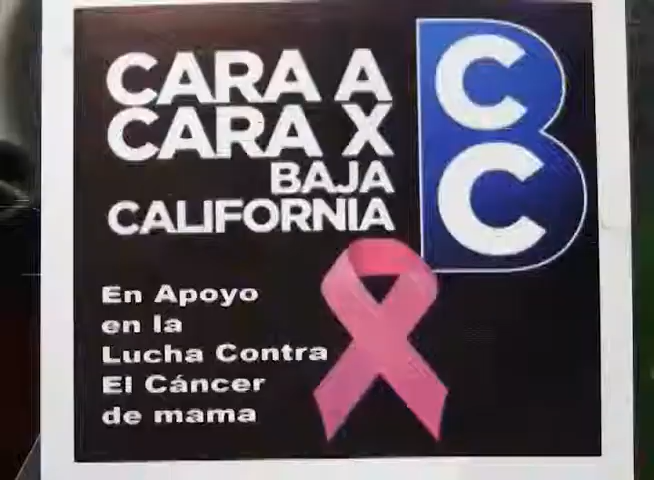 CARA A
CARA X
BAJA
CALIFORNIA
C
C
B
En Apoyo
en la
Lucha Contra
El Cáncer
de mama